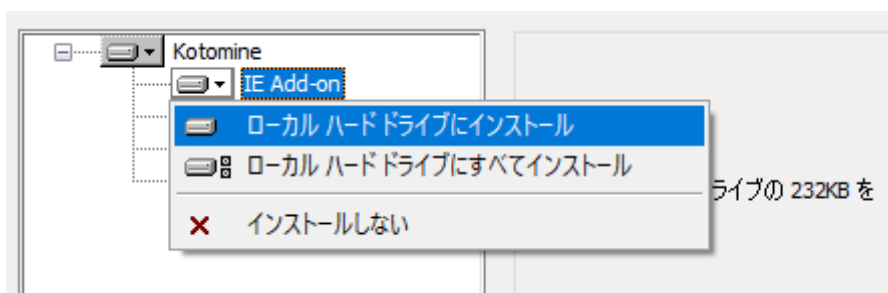 Kotomine
IE Add-on
ローカル ハード ドライブにインストール
ローカル ハード ドライブにすべてインストール
ライブの 232KB を
インストールしない